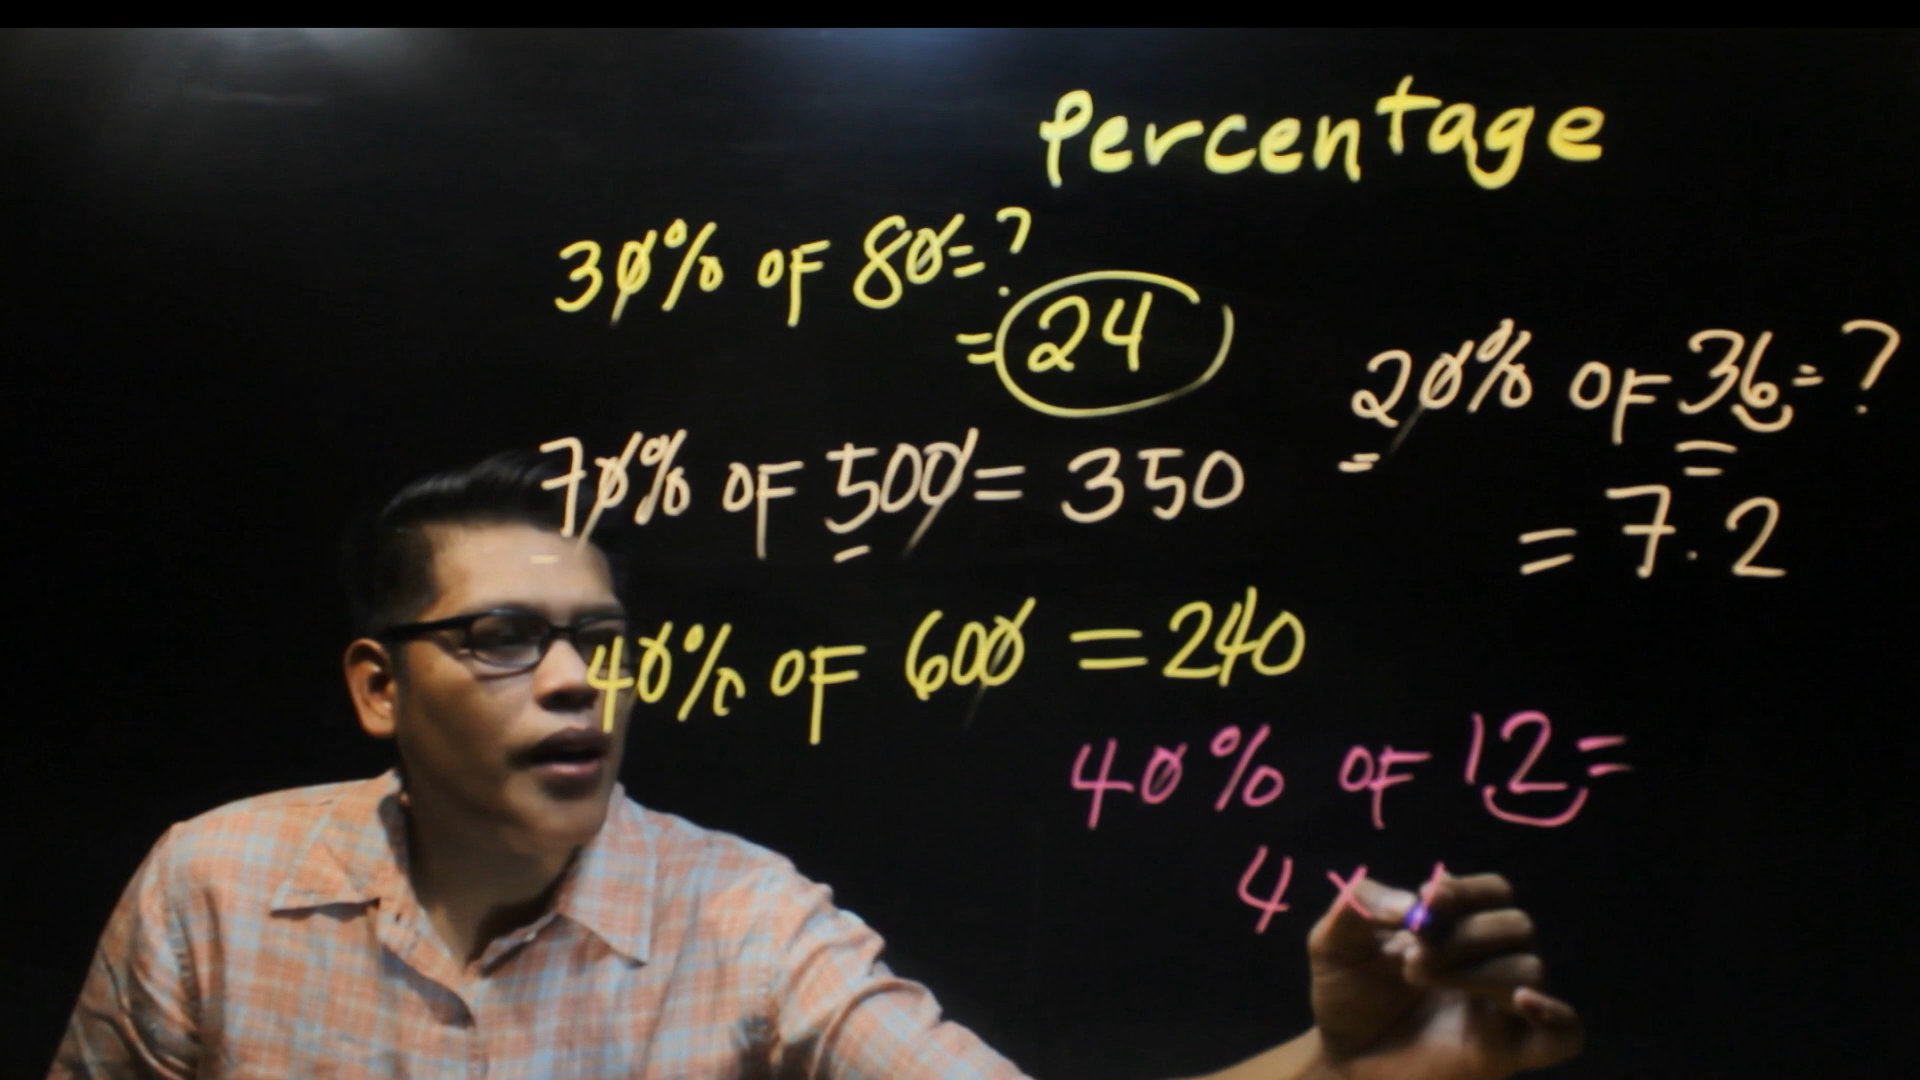 Percentage
30% OF 80=?
= 24
20% OF 36=?
=
= 7.2
70% OF 500= 350
40% OF 600 = 240
40% OF 12=
4 x 1